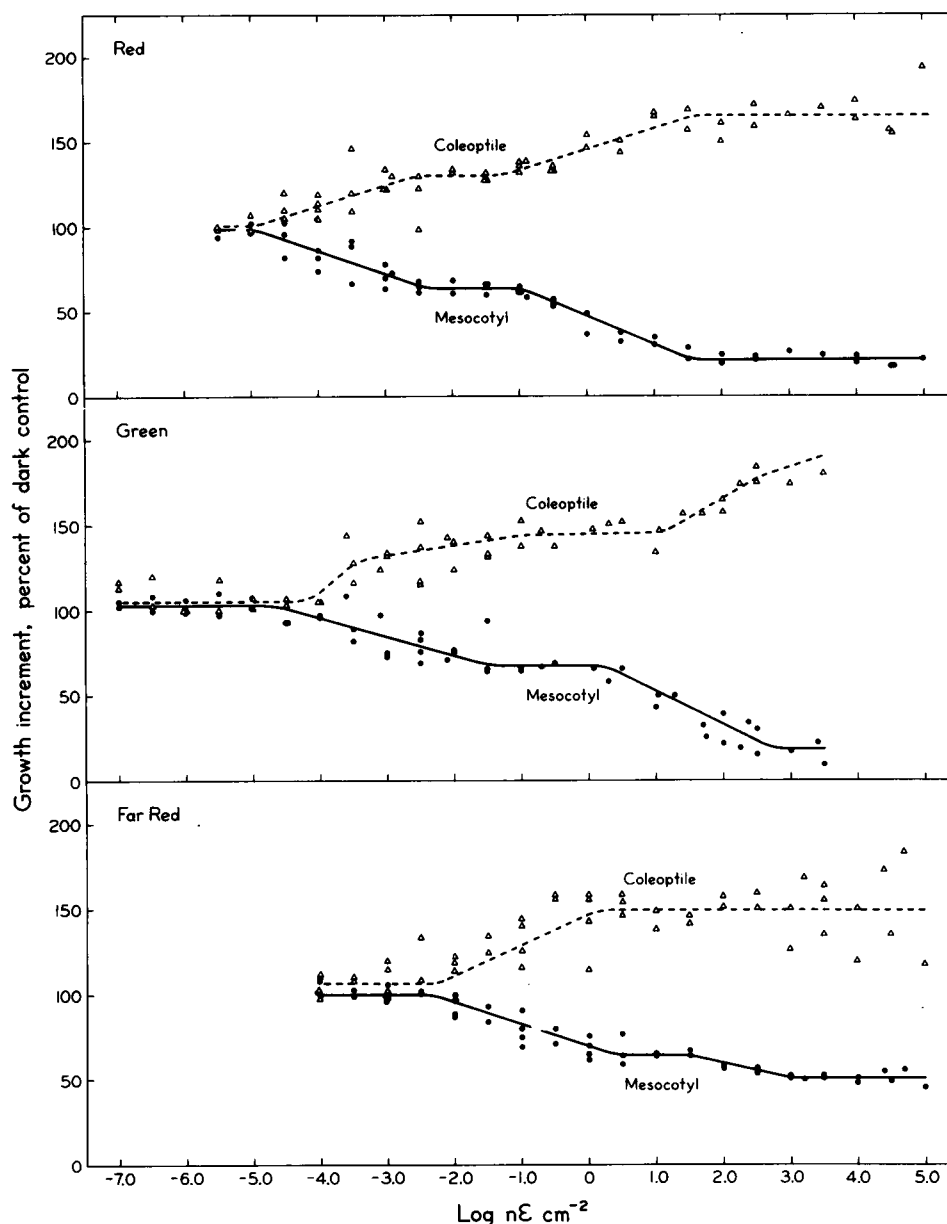 Growth increment, percent of dark control
Red
200
150
100
50
0
Coleoptile
Mesocotyl
Green
200
150
100
50
0
Coleoptile
Mesocotyl
Far Red
200
150
100
50
0
Coleoptile
Mesocotyl
-7.0 -6.0 -5.0 -4.0 -3.0 -2.0 -1.0 0.0 1.0 2.0 3.0 4.0 5.0
Log nE cm⁻²